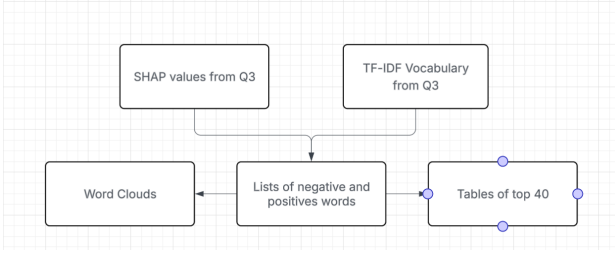 SHAP values from Q3
TF-IDF Vocabulary
from Q3
Word Clouds
Lists of negative and
positives words
Tables of top 40